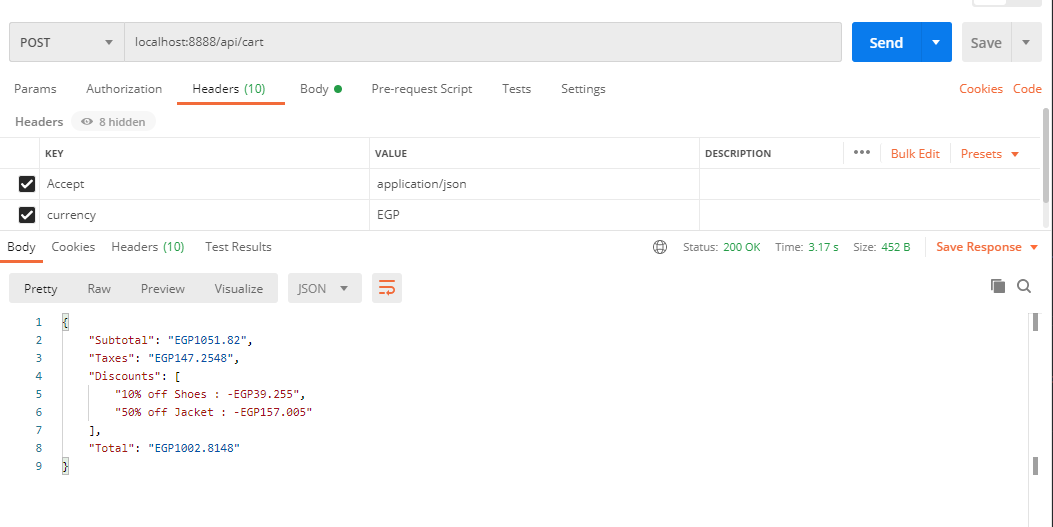 POST localhost:8888/api/cart Send Save
Params Authorization Headers (10) Body Pre-request Script Tests Settings Cookies Code
Headers 8 hidden
KEY VALUE DESCRIPTION ••• Bulk Edit Presets
Accept application/json
currency EGP
Body Cookies Headers (10) Test Results Status: 200 OK Time: 3.17 s Size: 452 B Save Response
Pretty Raw Preview Visualize JSON
1 {
2 "Subtotal": "EGP1051.82",
3 "Taxes": "EGP147.2548",
4 "Discounts": [
5 "10% off Shoes : -EGP39.255",
6 "50% off Jacket : -EGP157.005"
7 ],
8 "Total": "EGP1002.8148"
9 }